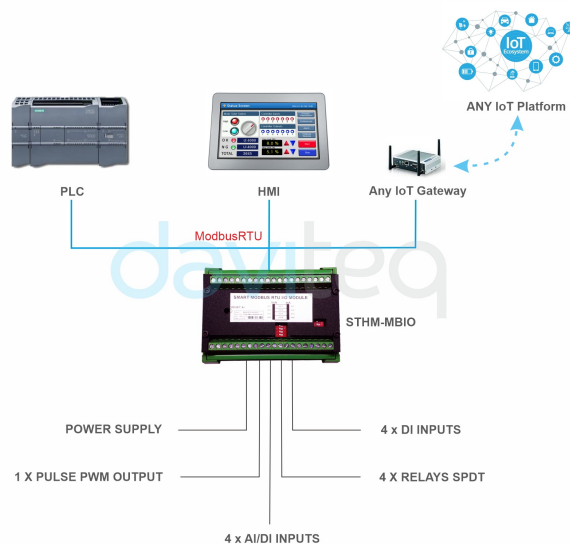 IoT
Ecosystem
ANY IoT Platform
PLC
HMI
Any IoT Gateway
ModbusRTU
daviteq
SMART MODBUS RTU I/O MODULE
STHM-MBIO
POWER SUPPLY
4 x DI INPUTS
1 X PULSE PWM OUTPUT
4 X RELAYS SPDT
4 x AI/DI INPUTS